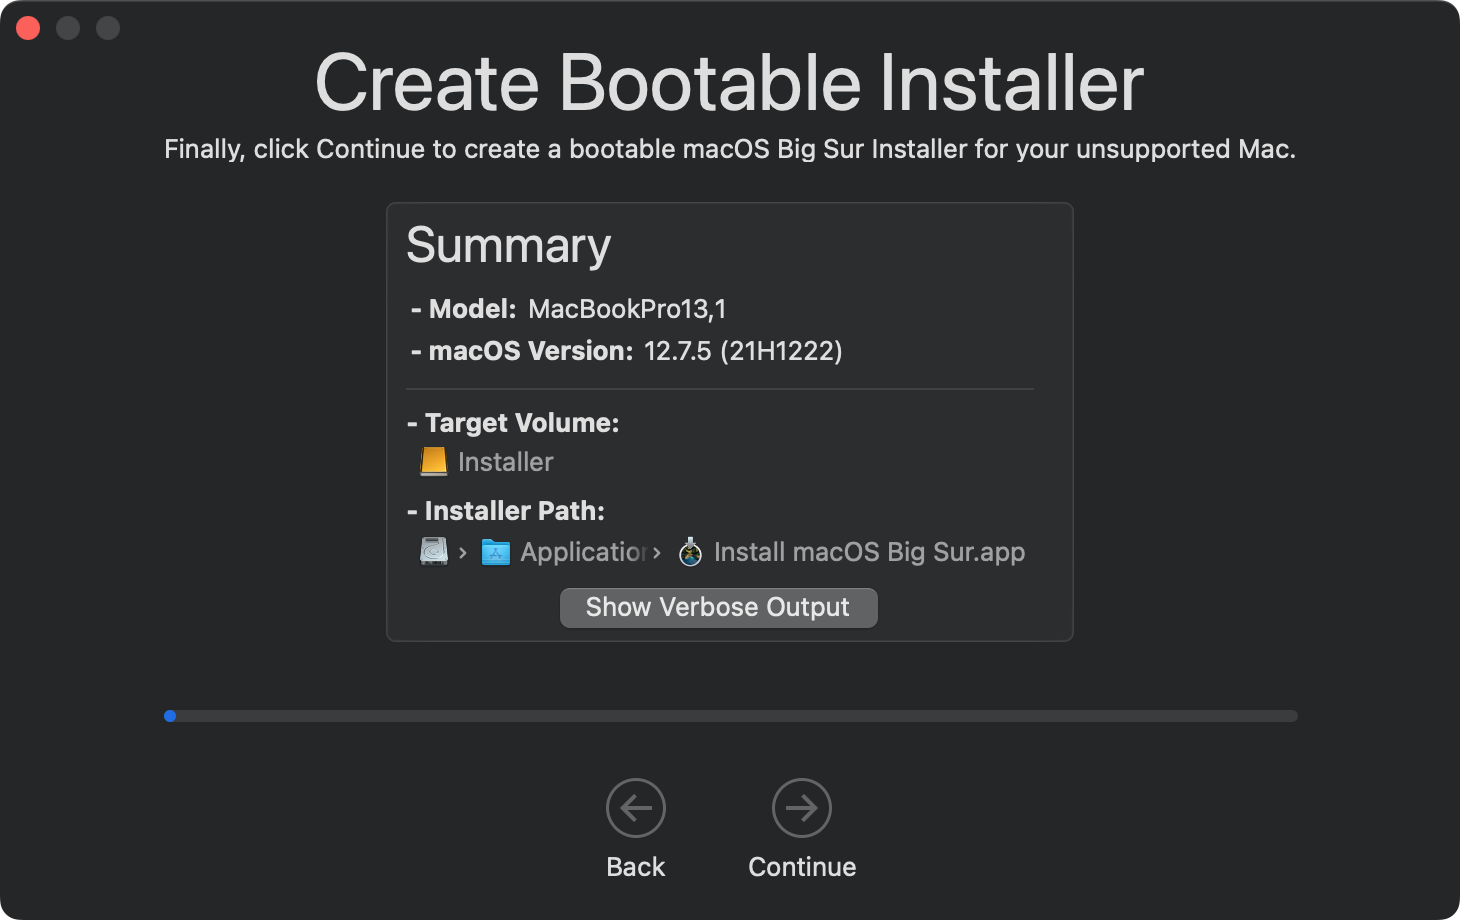 Create Bootable Installer
Finally, click Continue to create a bootable macOS Big Sur Installer for your unsupported Mac.
Summary
- Model: MacBookPro13,1
- macOS Version: 12.7.5 (21H1222)
- Target Volume:
Installer
- Installer Path:
› Application › Install macOS Big Sur.app
Show Verbose Output
Back Continue